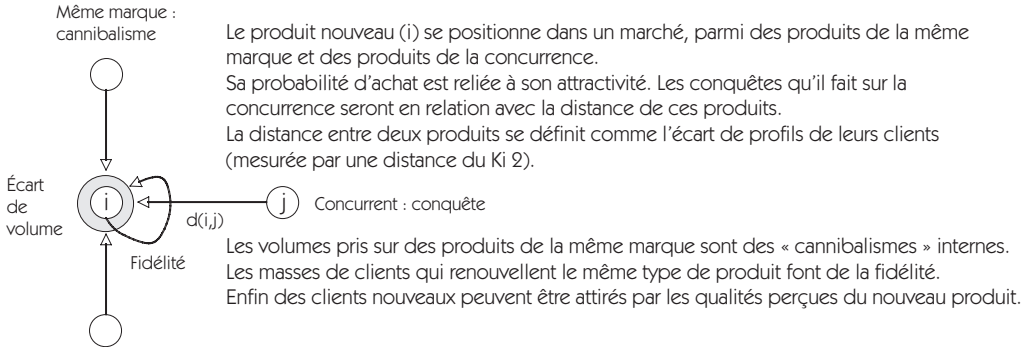 Même marque :
cannibalisme
Le produit nouveau (i) se positionne dans un marché, parmi des produits de la même
marque et des produits de la concurrence.
Sa probabilité d'achat est reliée à son attractivité. Les conquêtes qu'il fait sur la
concurrence seront en relation avec la distance de ces produits.
La distance entre deux produits se définit comme l'écart de profils de leurs clients
(mesurée par une distance du Ki 2).
Écart
de
volume
i
d(i,j)
j
Concurrent : conquête
Fidélité
Les volumes pris sur des produits de la même marque sont des « cannibalismes » internes.
Les masses de clients qui renouvellent le même type de produit font de la fidélité.
Enfin des clients nouveaux peuvent être attirés par les qualités perçues du nouveau produit.